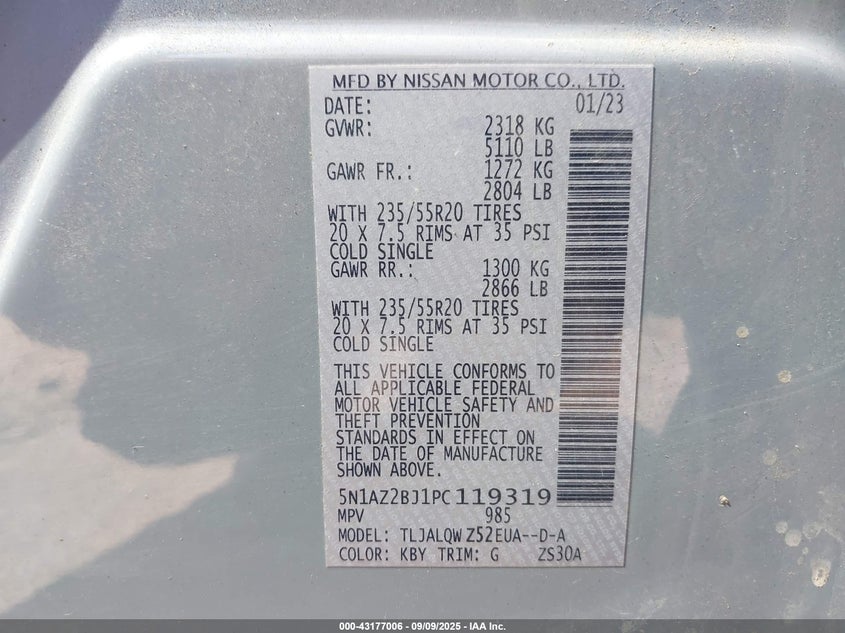 MFD BY NISSAN MOTOR CO., LTD.
DATE: 01/23
GVWR: 2318 KG
5110 LB
GAWR FR.: 1272 KG
2804 LB
WITH 235/55R20 TIRES
20 X 7.5 RIMS AT 35 PSI
COLD SINGLE
GAWR RR.: 1300 KG
2866 LB
WITH 235/55R20 TIRES
20 X 7.5 RIMS AT 35 PSI
COLD SINGLE
THIS VEHICLE CONFORMS TO
ALL APPLICABLE FEDERAL
MOTOR VEHICLE SAFETY AND
THEFT PREVENTION
STANDARDS IN EFFECT ON
THE DATE OF MANUFACTURE
SHOWN ABOVE.
5N1AZ2BJ1PC119319
MPV 985
MODEL: TLJALQW Z52EUA--D-A
COLOR: KBY TRIM: G ZS30A
000-43177006 - 09/09/2025 - IAA Inc.